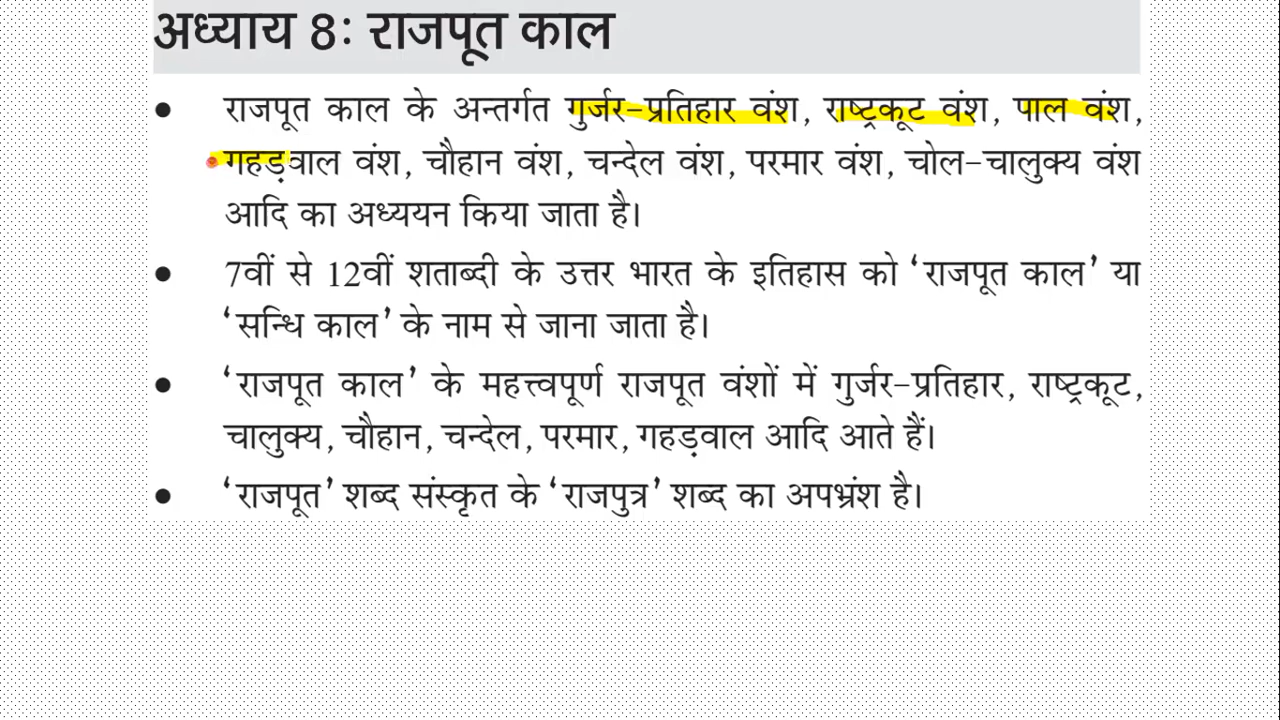 अध्याय 8: राजपूत काल
● राजपूत काल के अन्तर्गत गुर्जर-प्रतिहार वंश, राष्ट्रकूट वंश, पाल वंश,
गहड़वाल वंश, चौहान वंश, चन्देल वंश, परमार वंश, चोल-चालुक्य वंश
आदि का अध्ययन किया जाता है।
● 7वीं से 12वीं शताब्दी के उत्तर भारत के इतिहास को ‘राजपूत काल’ या
‘सन्धि काल’ के नाम से जाना जाता है।
● ‘राजपूत काल’ के महत्त्वपूर्ण राजपूत वंशों में गुर्जर-प्रतिहार, राष्ट्रकूट,
चालुक्य, चौहान, चन्देल, परमार, गहड़वाल आदि आते हैं।
● ‘राजपूत’ शब्द संस्कृत के ‘राजपुत्र’ शब्द का अपभ्रंश है।